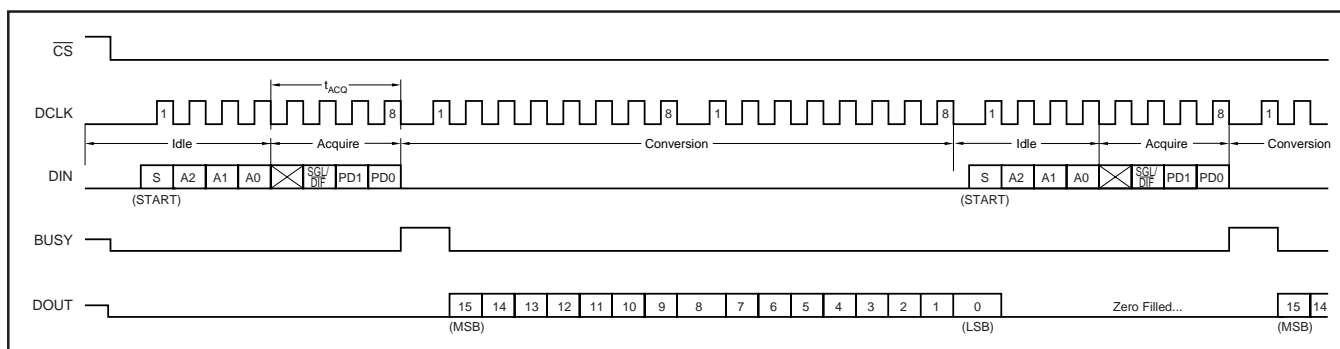 CS
tACQ
DCLK 1 8 1 8 1 8 1 8 1
Idle Acquire Conversion Idle Acquire Conversion
DIN S A2 A1 A0 SGL/DIF PD1 PD0 S A2 A1 A0 SGL/DIF PD1 PD0
(START) (START)
BUSY
DOUT 15 14 13 12 11 10 9 8 7 6 5 4 3 2 1 0 Zero Filled... 15 14
(MSB) (LSB) (MSB)